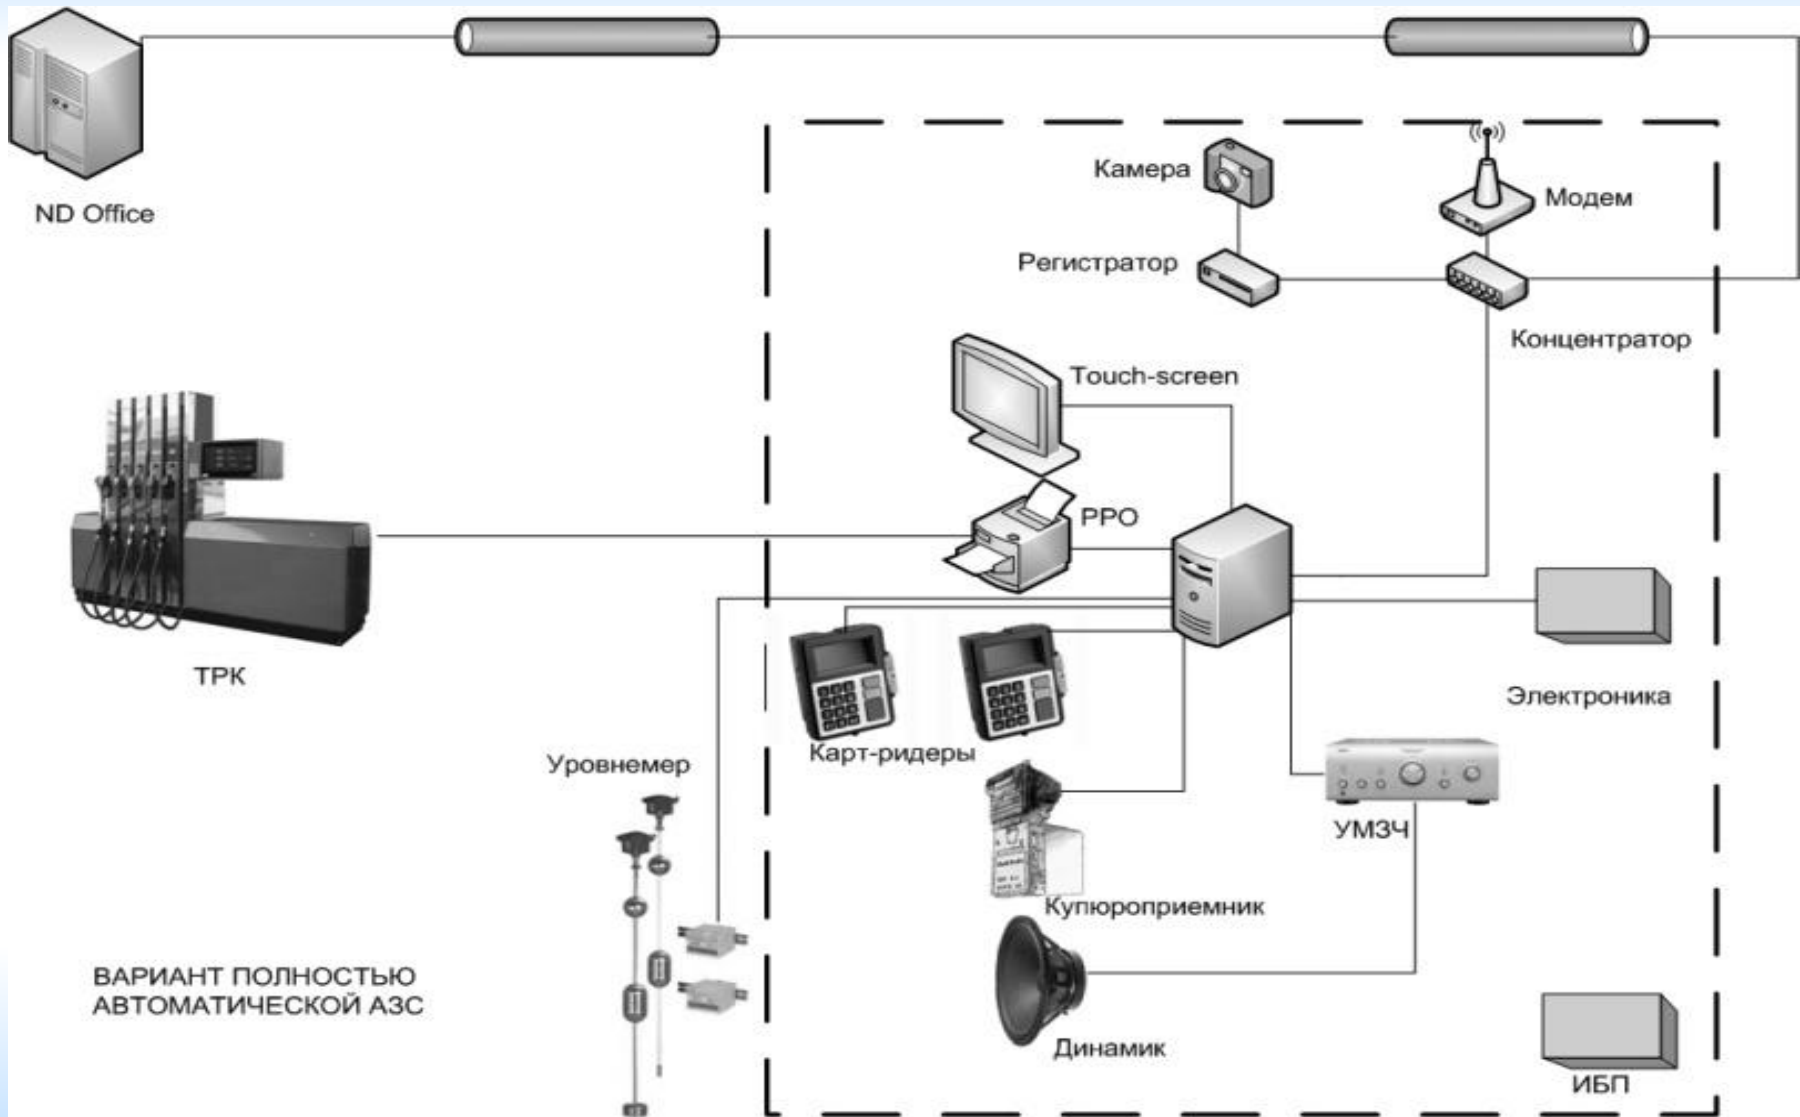 ND Office
Камера
Модем
Регистратор
Концентратор
Touch-screen
РРО
ТРК
Электроника
Карт-ридеры
Уровнемер
УМЗЧ
Купюроприемник
ВАРИАНТ ПОЛНОСТЬЮ
АВТОМАТИЧЕСКОЙ АЗС
Динамик
ИБП